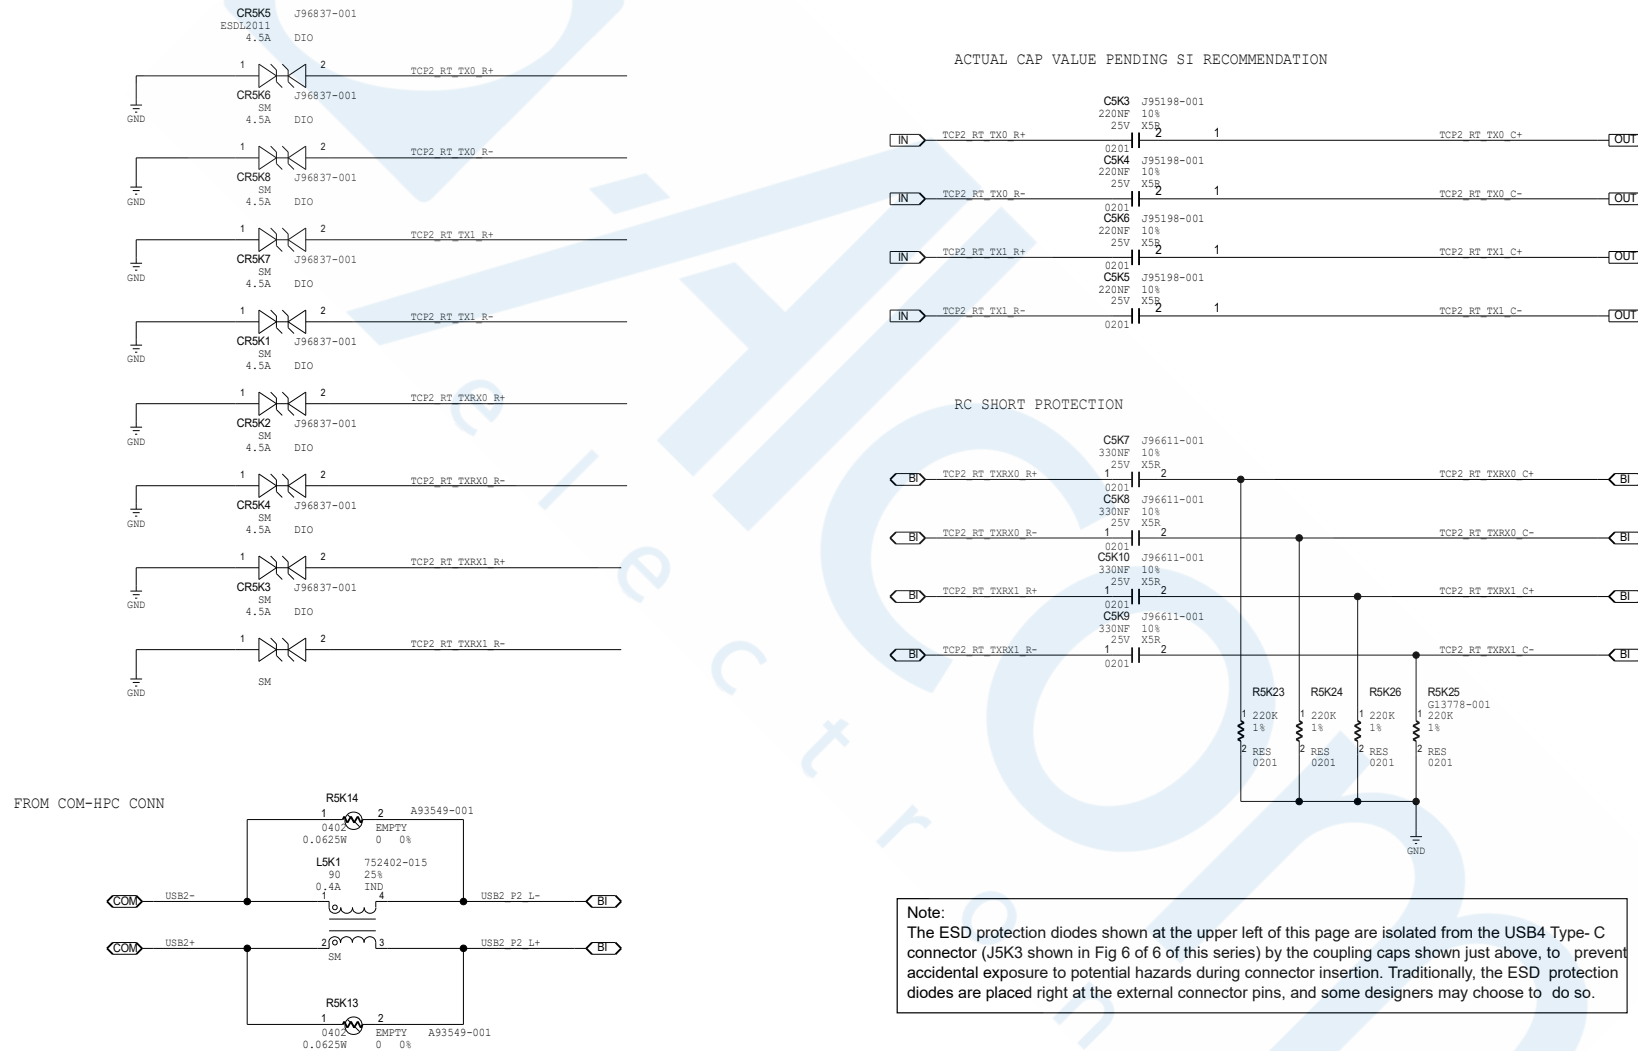 CR5K5 J96837-001
ESDL2011
4.5A DIO
1 2 TCP2_RT_TX0_R+
CR5K6 J96837-001
SM
4.5A DIO
GND
1 2 TCP2_RT_TX0_R-
CR5K8 J96837-001
SM
4.5A DIO
GND
1 2 TCP2_RT_TX1_R+
CR5K7 J96837-001
SM
4.5A DIO
GND
1 2 TCP2_RT_TX1_R-
CR5K1 J96837-001
SM
4.5A DIO
GND
1 2 TCP2_RT_TXRX0_R+
CR5K2 J96837-001
SM
4.5A DIO
GND
1 2 TCP2_RT_TXRX0_R-
CR5K4 J96837-001
SM
4.5A DIO
GND
1 2 TCP2_RT_TXRX1_R+
CR5K3 J96837-001
SM
4.5A DIO
GND
1 2 TCP2_RT_TXRX1_R-
SM
GND
FROM COM-HPC CONN
R5K14
1 2 A93549-001
0402 EMPTY
0.0625W 0 0%
L5K1 752402-015
90 25%
0.4A IND
COM USB2- 1 4 USB2_P2_L- BI
COM USB2+ 2 3 USB2_P2_L+ BI
SM
R5K13
1 2
0402 EMPTY A93549-001
0.0625W 0 0%
ACTUAL CAP VALUE PENDING SI RECOMMENDATION
C5K3 J95198-001
220NF 10%
25V X5R
IN TCP2_RT_TX0_R+ 2 1 TCP2_RT_TX0_C+ OUT
0201
C5K4 J95198-001
220NF 10%
25V X5R
IN TCP2_RT_TX0_R- 2 1 TCP2_RT_TX0_C- OUT
0201
C5K6 J95198-001
220NF 10%
25V X5R
IN TCP2_RT_TX1_R+ 2 1 TCP2_RT_TX1_C+ OUT
0201
C5K5 J95198-001
220NF 10%
25V X5R
IN TCP2_RT_TX1_R- 2 1 TCP2_RT_TX1_C- OUT
0201
RC SHORT PROTECTION
C5K7 J96611-001
330NF 10%
25V X5R
BI TCP2_RT_TXRX0_R+ 1 2 TCP2_RT_TXRX0_C+ BI
0201
C5K8 J96611-001
330NF 10%
25V X5R
BI TCP2_RT_TXRX0_R- 1 2 TCP2_RT_TXRX0_C- BI
0201
C5K10 J96611-001
330NF 10%
25V X5R
BI TCP2_RT_TXRX1_R+ 1 2 TCP2_RT_TXRX1_C+ BI
0201
C5K9 J96611-001
330NF 10%
25V X5R
BI TCP2_RT_TXRX1_R- 1 2 TCP2_RT_TXRX1_C- BI
0201
R5K23 R5K24 R5K26 R5K25
G13778-001
1 220K 1 220K 1 220K 1 220K
1% 1% 1% 1%
2 RES 2 RES 2 RES 2 RES
0201 0201 0201 0201
GND
Note:
The ESD protection diodes shown at the upper left of this page are isolated from the USB4 Type- C
connector (J5K3 shown in Fig 6 of 6 of this series) by the coupling caps shown just above, to prevent
accidental exposure to potential hazards during connector insertion. Traditionally, the ESD protection
diodes are placed right at the external connector pins, and some designers may choose to do so.